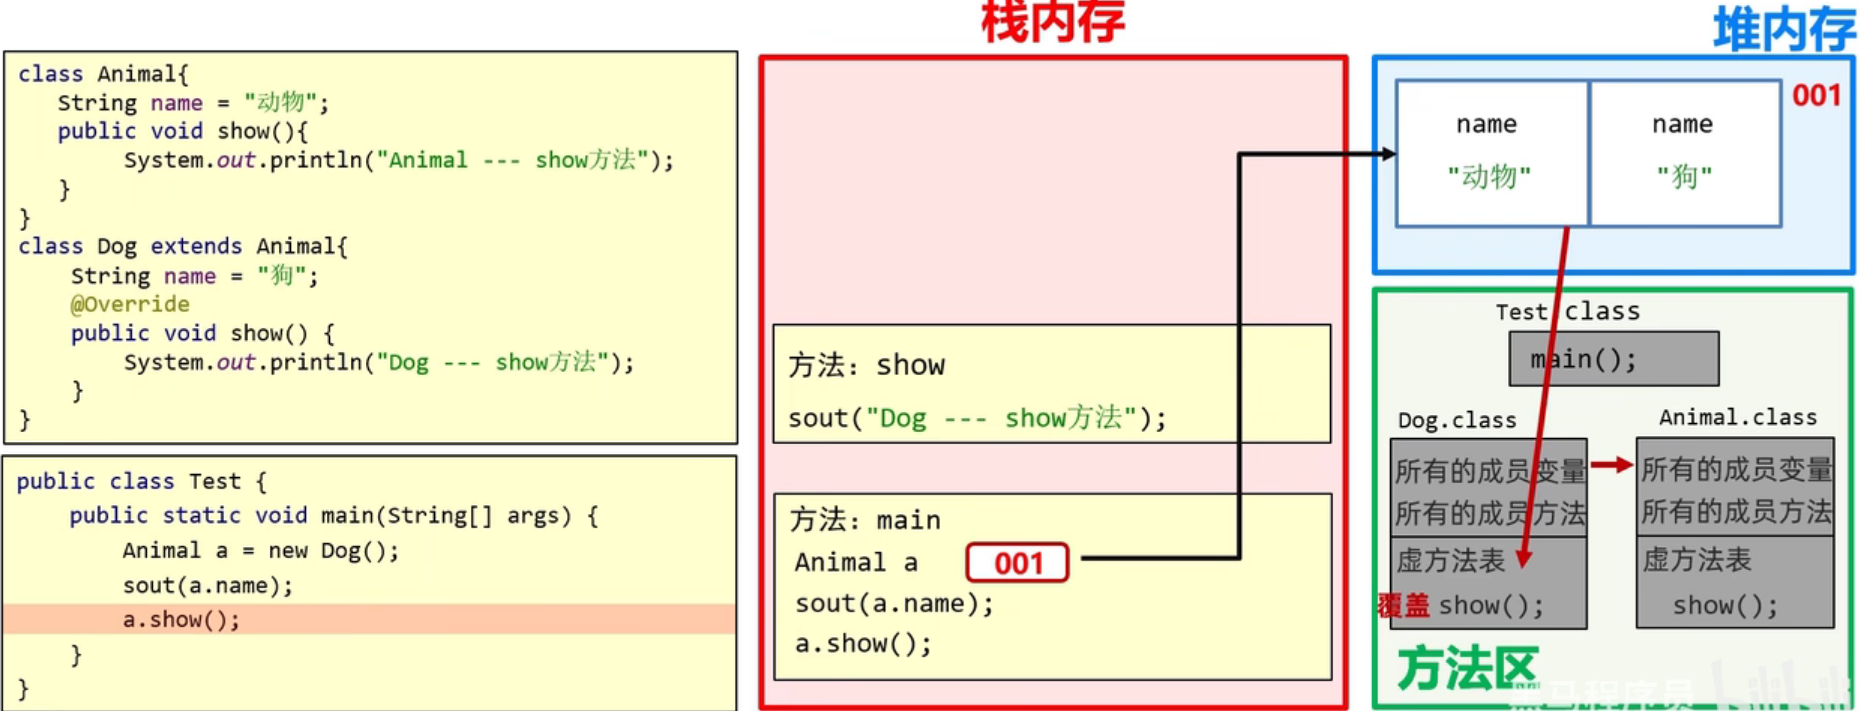 栈内存
堆内存
class Animal{
String name = "动物";
public void show(){
System.out.println("Animal --- show方法");
}
}
class Dog extends Animal{
String name = "狗";
@Override
public void show() {
System.out.println("Dog --- show方法");
}
}
public class Test {
public static void main(String[] args) {
Animal a = new Dog();
sout(a.name);
a.show();
}
}
方法: show
sout("Dog --- show方法");
方法: main
Animal a 001
sout(a.name);
a.show();
001
name name
"动物" "狗"
Test.class
main();
Dog.class
所有的成员变量
所有的成员方法
虚方法表
覆盖 show();
Animal.class
所有的成员变量
所有的成员方法
虚方法表
show();
方法区
黑马程序员 bilibili